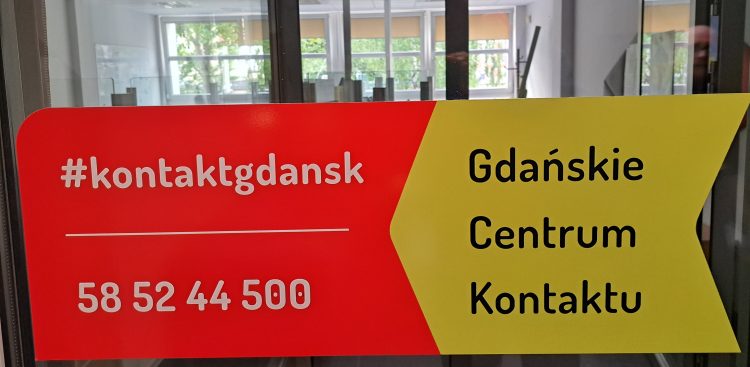 #kontaktgdansk
58 52 44 500
Gdańskie
Centrum
Kontaktu